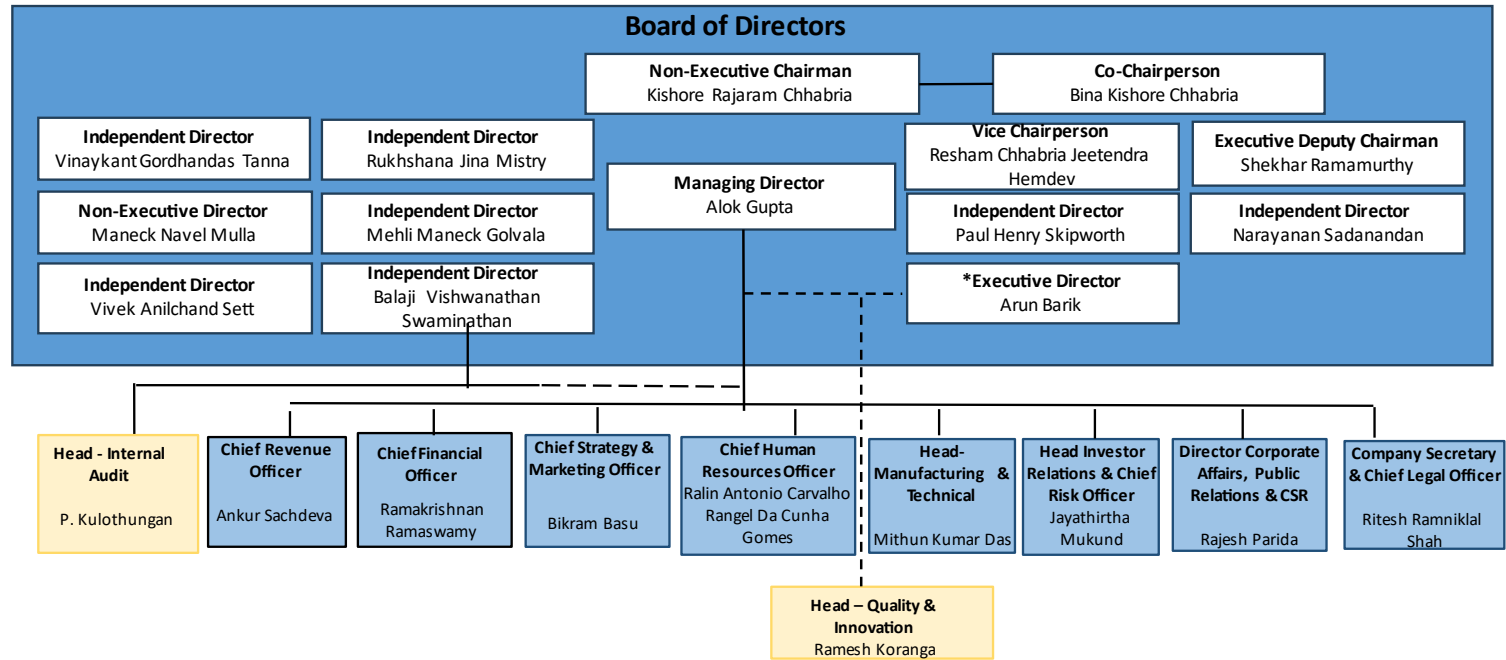 Board of Directors
Non-Executive Chairman
Kishore Rajaram Chhabria
Co-Chairperson
Bina Kishore Chhabria
Independent Director
Vinaykant Gordhandas Tanna
Independent Director
Rukhshana Jina Mistry
Vice Chairperson
Resham Chhabria Jeetendra
Hemdev
Executive Deputy Chairman
Shekhar Ramamurthy
Managing Director
Alok Gupta
Non-Executive Director
Maneck Navel Mulla
Independent Director
Mehli Maneck Golvala
Independent Director
Paul Henry Skipworth
Independent Director
Narayanan Sadanandan
Independent Director
Vivek Anilchand Sett
Independent Director
Balaji Vishwanathan
Swaminathan
*Executive Director
Arun Barik
Head - Internal
Audit
P. Kulothungan
Chief Revenue
Officer
Ankur Sachdeva
Chief Financial
Officer
Ramakrishnan
Ramaswamy
Chief Strategy &
Marketing Officer
Bikram Basu
Chief Human
Resources Officer
Ralin Antonio Carvalho
Rangel Da Cunha
Gomes
Head-
Manufacturing &
Technical
Mithun Kumar Das
Head Investor
Relations & Chief
Risk Officer
Jayathirtha
Mukund
Director Corporate
Affairs, Public
Relations & CSR
Rajesh Parida
Company Secretary
& Chief Legal Officer
Ritesh Ramniklal
Shah
Head – Quality &
Innovation
Ramesh Koranga